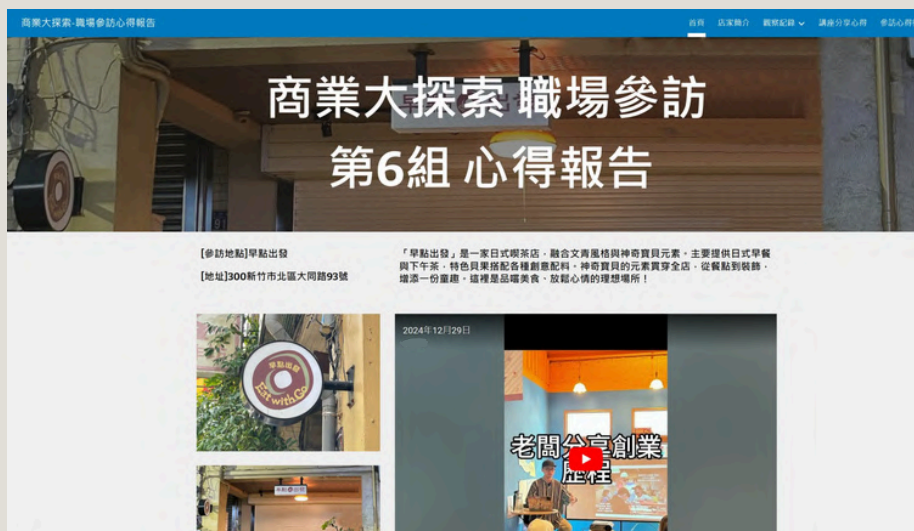 商業大探索-職場參訪心得報告
首頁 店家簡介 觀察紀錄 講座分享心得 參訪心得
商業大探索 職場參訪
第6組 心得報告
[參訪地點]早點出發
[地址]300新竹市北區大同路93號
「早點出發」是一家日式喫茶店，融合文青風格與神奇寶貝元素。主要提供日式早餐
與下午茶，特色貝果搭配各種創意配料。神奇寶貝的元素貫穿全店，從餐點到裝飾，
增添一份童趣。這裡是品嚐美食、放鬆心情的理想場所！
早點出發
Eat with Go
2024年12月29日
老闆分享創業
歷程